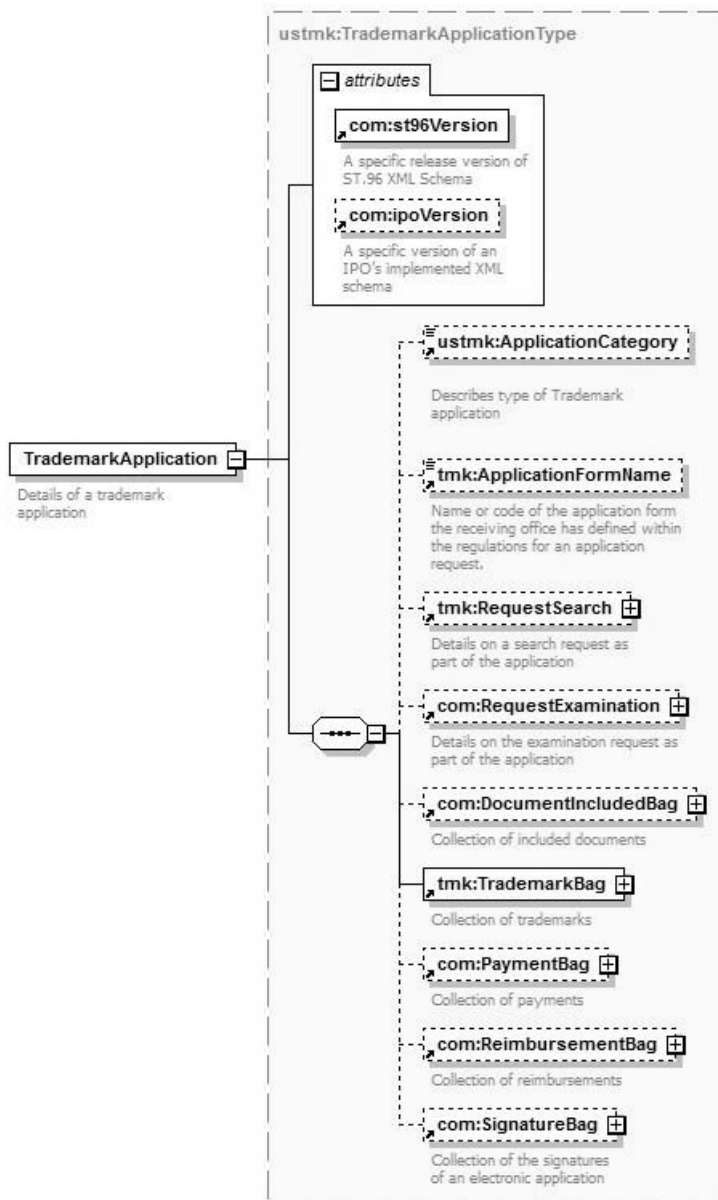 ustmk:TrademarkApplicationType
attributes
com:st96Version
A specific release version of
ST.96 XML Schema
com:ipoVersion
A specific version of an
IPO's implemented XML
schema
ustmk:ApplicationCategory
Describes type of Trademark
application
TrademarkApplication
Details of a trademark
application
tmk:ApplicationFormName
Name or code of the application form
the receiving office has defined within
the regulations for an application
request.
tmk:RequestSearch
Details on a search request as
part of the application
com:RequestExamination
Details on the examination request as
part of the application
com:DocumentIncludedBag
Collection of included documents
tmk:TrademarkBag
Collection of trademarks
com:PaymentBag
Collection of payments
com:ReimbursementBag
Collection of reimbursements
com:SignatureBag
Collection of the signatures
of an electronic application